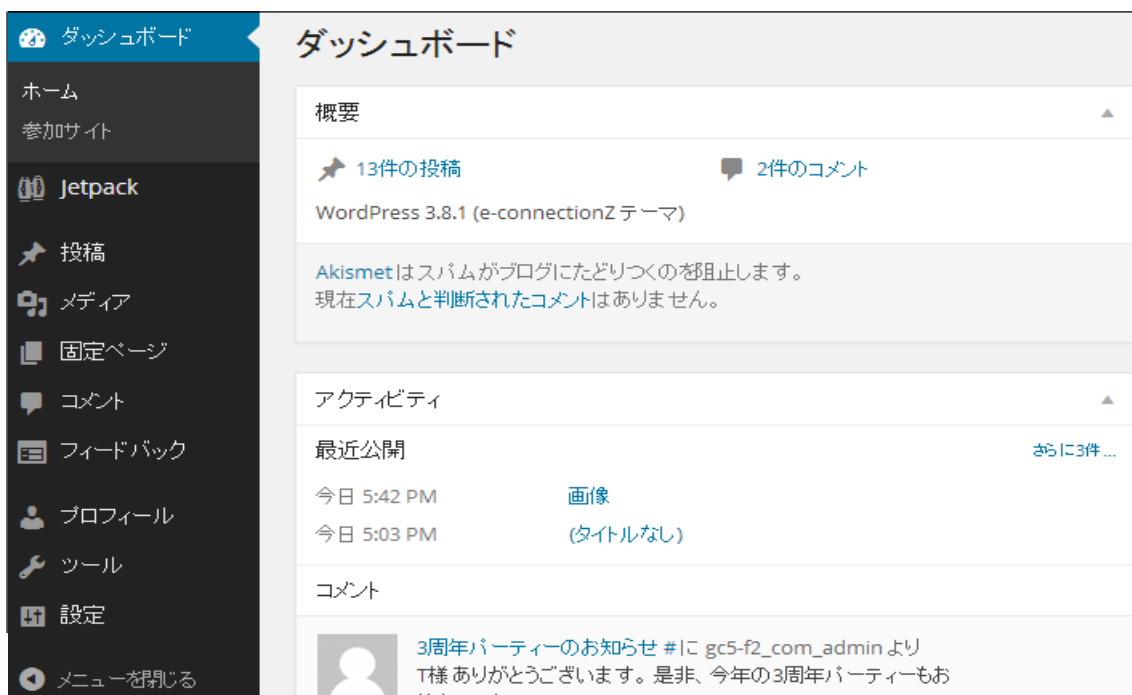 ダッシュボード
ホーム
参加サイト
Jetpack
投稿
メディア
固定ページ
コメント
フィードバック
プロフィール
ツール
設定
メニューを閉じる
ダッシュボード
概要
13件の投稿
2件のコメント
WordPress 3.8.1 (e-connectionZ テーマ)
Akismetはスパムがブログにたどりつくのを阻止します。
現在スパムと判断されたコメントはありません。
アクティビティ
最近公開
さらに3件 ...
今日 5:42 PM 画像
今日 5:03 PM (タイトルなし)
コメント
3周年パーティーのお知らせ #に gc5-f2_com_admin より
T様 ありがとうございます。是非、今年の3周年パーティーもお